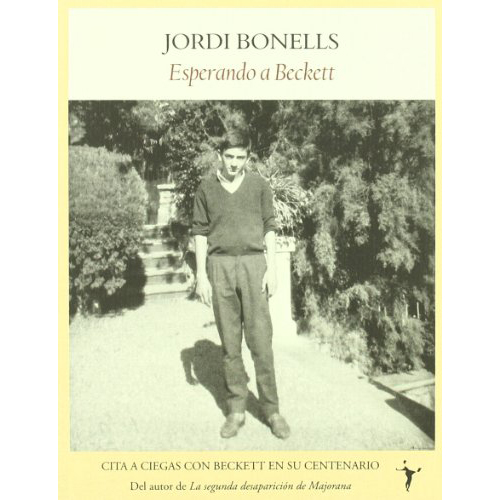 JORDI BONELLS
Esperando a Beckett
CITA A CIEGAS CON BECKETT EN SU CENTENARIO
Del autor de La segunda desaparición de Majorana